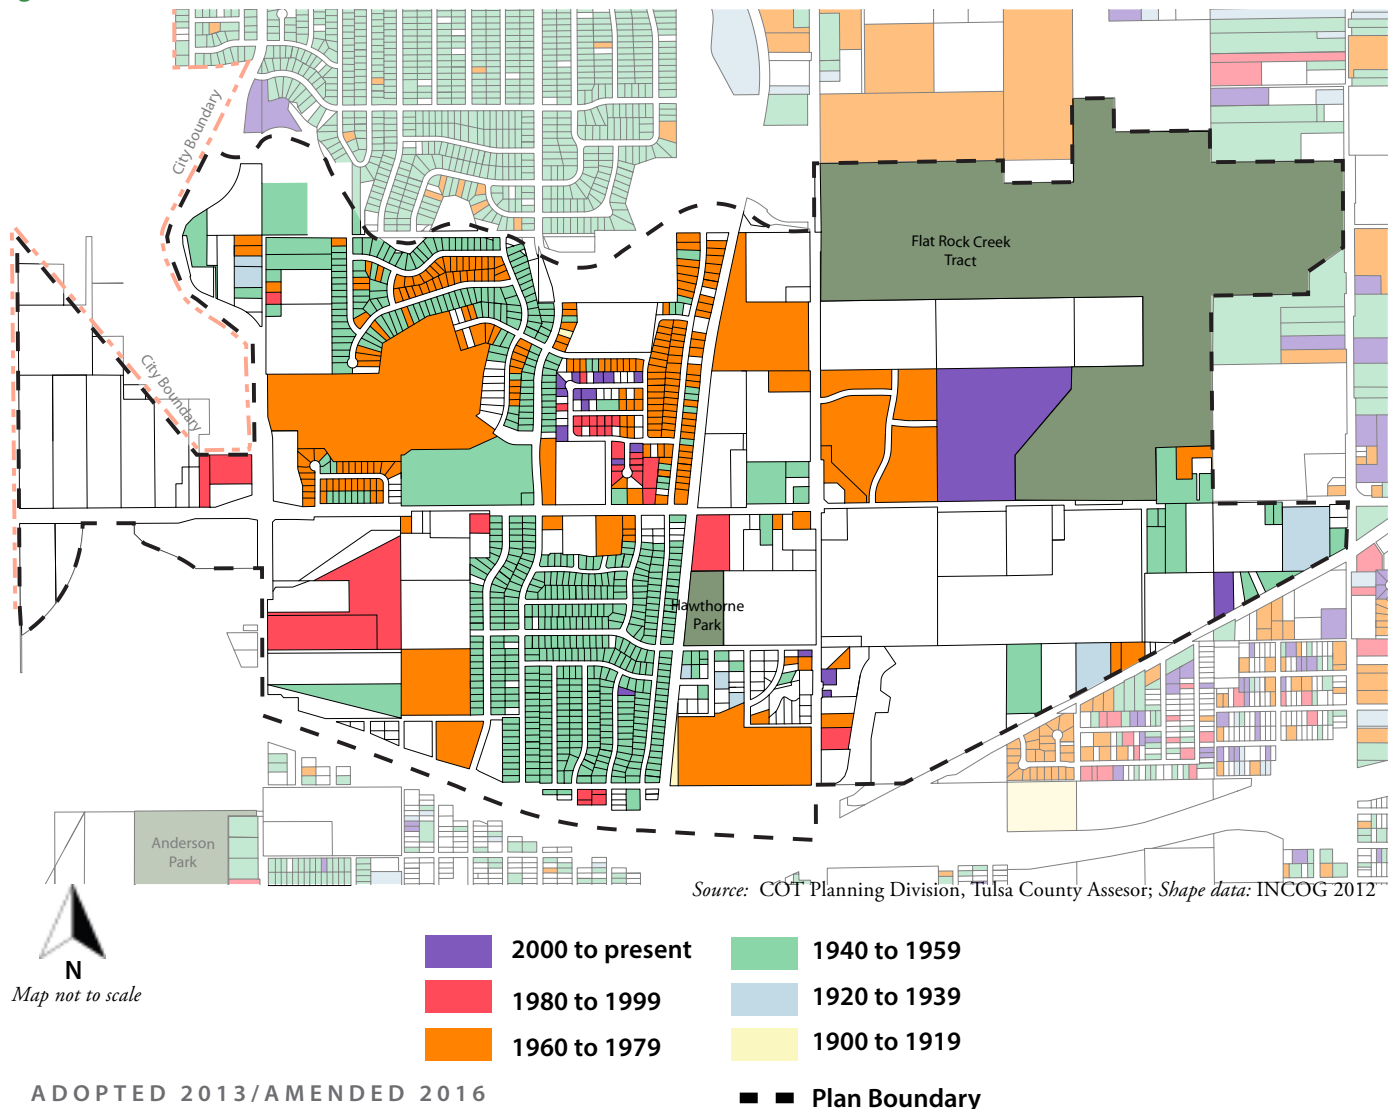 City Boundary
Flat Rock Creek
Tract
City Boundary
Hawthorne
Park
Anderson
Park
Source: COT Planning Division, Tulsa County Assesor; Shape data: INCOG 2012
N
Map not to scale
2000 to present
1980 to 1999
1960 to 1979
1940 to 1959
1920 to 1939
1900 to 1919
Plan Boundary
ADOPTED 2013/AMENDED 2016